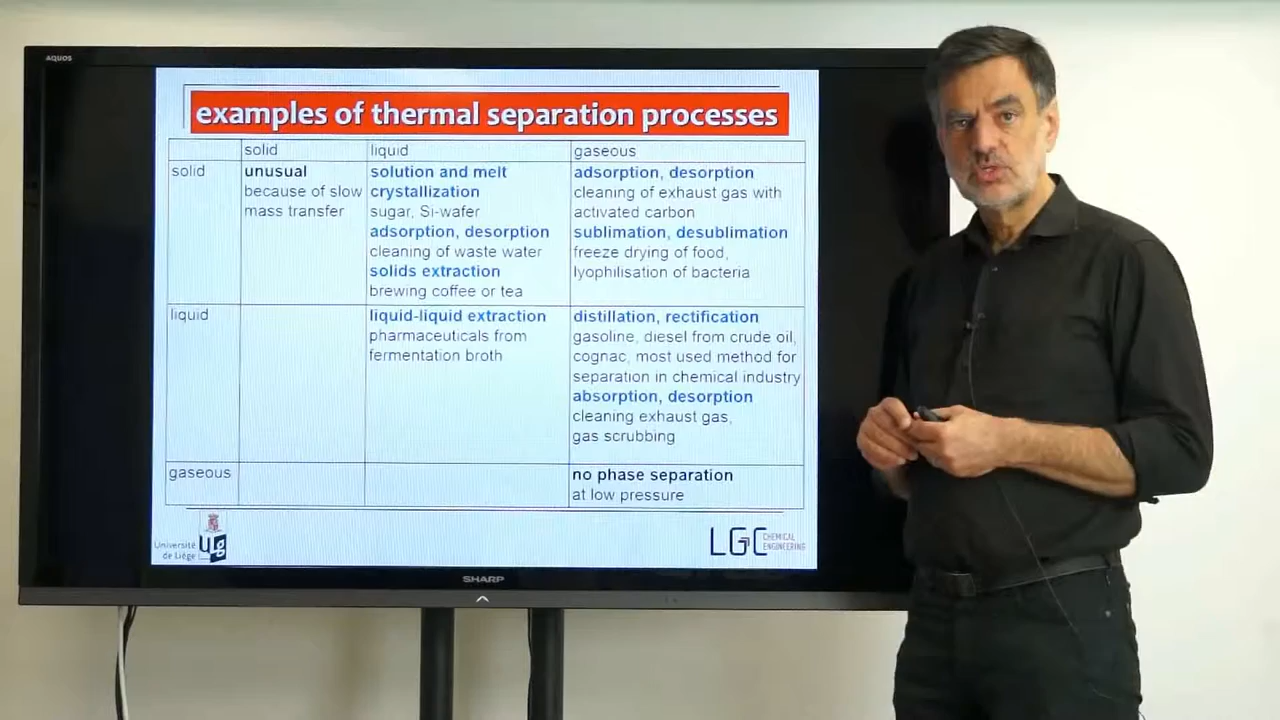 AQUOS
examples of thermal separation processes
solid
liquid
gaseous
solid
unusual
because of slow
mass transfer
solution and melt
crystallization
sugar, Si-wafer
adsorption, desorption
cleaning of waste water
solids extraction
brewing coffee or tea
adsorption, desorption
cleaning of exhaust gas with
activated carbon
sublimation, desublimation
freeze drying of food,
lyophilisation of bacteria
liquid
liquid-liquid extraction
pharmaceuticals from
fermentation broth
distillation, rectification
gasoline, diesel from crude oil,
cognac, most used method for
separation in chemical industry
absorption, desorption
cleaning exhaust gas,
gas scrubbing
gaseous
no phase separation
at low pressure
Université
de Liège
ULg
LGC
CHEMICAL
ENGINEERING
SHARP